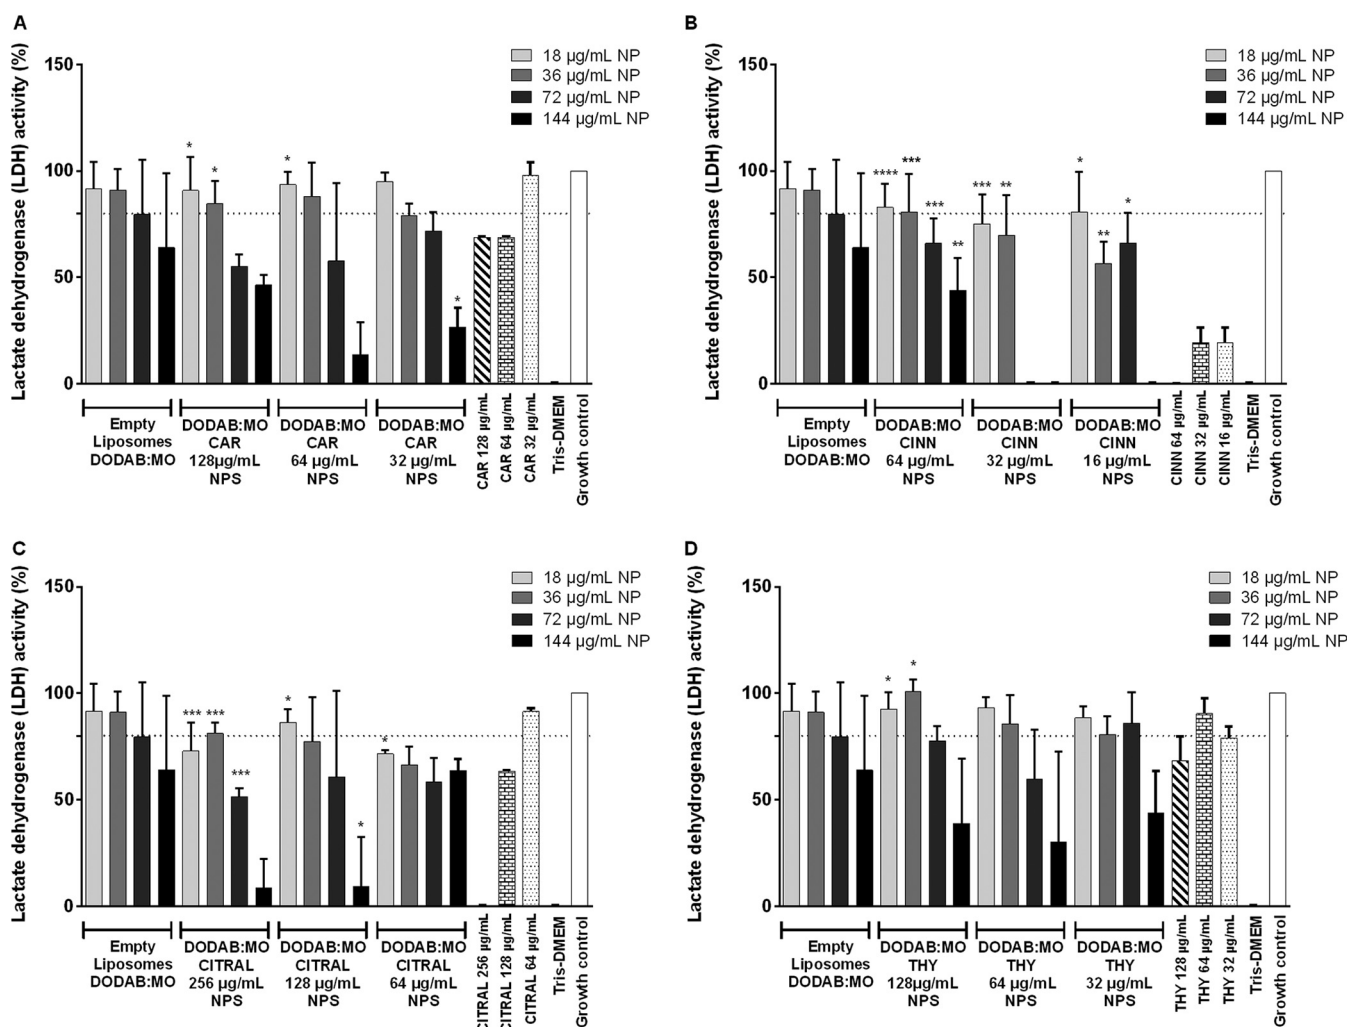 A
Lactate dehydrogenase (LDH) activity (%)
150
100
50
0
18 µg/mL NP
36 µg/mL NP
72 µg/mL NP
144 µg/mL NP
* * * *
Empty
Liposomes
DODAB:MO
DODAB:MO
CAR
128µg/mL
NPS
DODAB:MO
CAR
64 µg/mL
NPS
DODAB:MO
CAR
32 µg/mL
NPS
CAR 128 µg/mL
CAR 64 µg/mL
CAR 32 µg/mL
Tris-DMEM
Growth control
B
Lactate dehydrogenase (LDH) activity (%)
150
100
50
0
18 µg/mL NP
36 µg/mL NP
72 µg/mL NP
144 µg/mL NP
**** *** *** ** *** ** * ** *
Empty
Liposomes
DODAB:MO
DODAB:MO
CINN
64 µg/mL
NPS
DODAB:MO
CINN
32 µg/mL
NPS
DODAB:MO
CINN
16 µg/mL
NPS
CINN 64 µg/mL
CINN 32 µg/mL
CINN 16 µg/mL
Tris-DMEM
Growth control
C
Lactate dehydrogenase (LDH) activity (%)
150
100
50
0
18 µg/mL NP
36 µg/mL NP
72 µg/mL NP
144 µg/mL NP
*** *** *** * * *
Empty
Liposomes
DODAB:MO
DODAB:MO
CITRAL
256 µg/mL
NPS
DODAB:MO
CITRAL
128 µg/mL
NPS
DODAB:MO
CITRAL
64 µg/mL
NPS
CITRAL 256 µg/mL
CITRAL 128 µg/mL
CITRAL 64 µg/mL
Tris-DMEM
Growth control
D
Lactate dehydrogenase (LDH) activity (%)
150
100
50
0
18 µg/mL NP
36 µg/mL NP
72 µg/mL NP
144 µg/mL NP
* *
Empty
Liposomes
DODAB:MO
DODAB:MO
THY
128µg/mL
NPS
DODAB:MO
THY
64 µg/mL
NPS
DODAB:MO
THY
32 µg/mL
NPS
THY 128 µg/mL
THY 64 µg/mL
THY 32 µg/mL
Tris-DMEM
Growth control